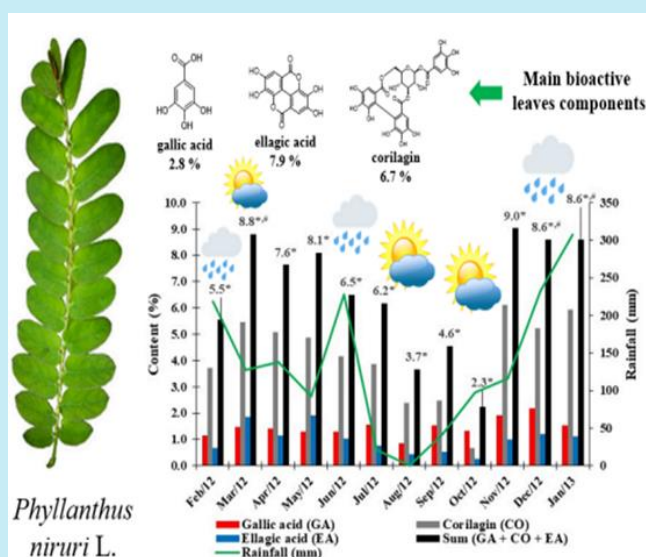 gallic acid
2.8 %
ellagic acid
7.9 %
corilagin
6.7 %
Main bioactive
leaves components
Content (%)
10.0
9.0
8.0
7.0
6.0
5.0
4.0
3.0
2.0
1.0
0.0
5.5*
8.8*,#
7.6*
8.1*
6.5*
6.2*
3.7*
4.6*
2.3*
9.0*
8.6*,#
8.6*,#
350
300
250
200
150
100
50
0
Rainfall (mm)
Feb/12
Mar/12
Apr/12
May/12
Jun/12
Jul/12
Aug/12
Sep/12
Oct/12
Nov/12
Dec/12
Jan/13
Gallic acid (GA)
Corilagin (CO)
Ellagic acid (EA)
Sum (GA + CO + EA)
Rainfall (mm)
Phyllanthus
niruri L.